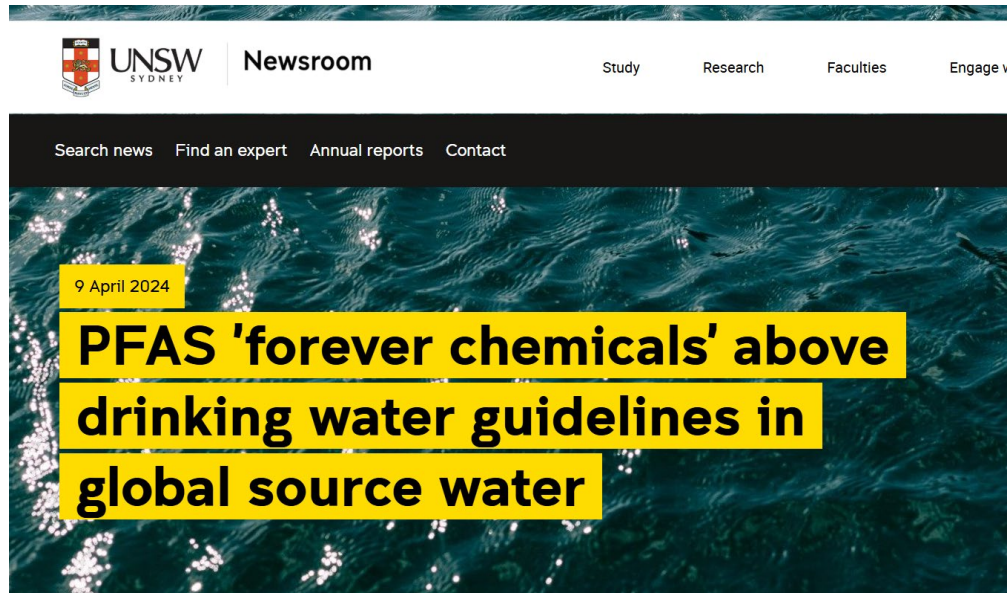 UNSW
SYDNEY
Newsroom
Study Research Faculties Engage
Search news Find an expert Annual reports Contact
9 April 2024
PFAS 'forever chemicals' above
drinking water guidelines in
global source water